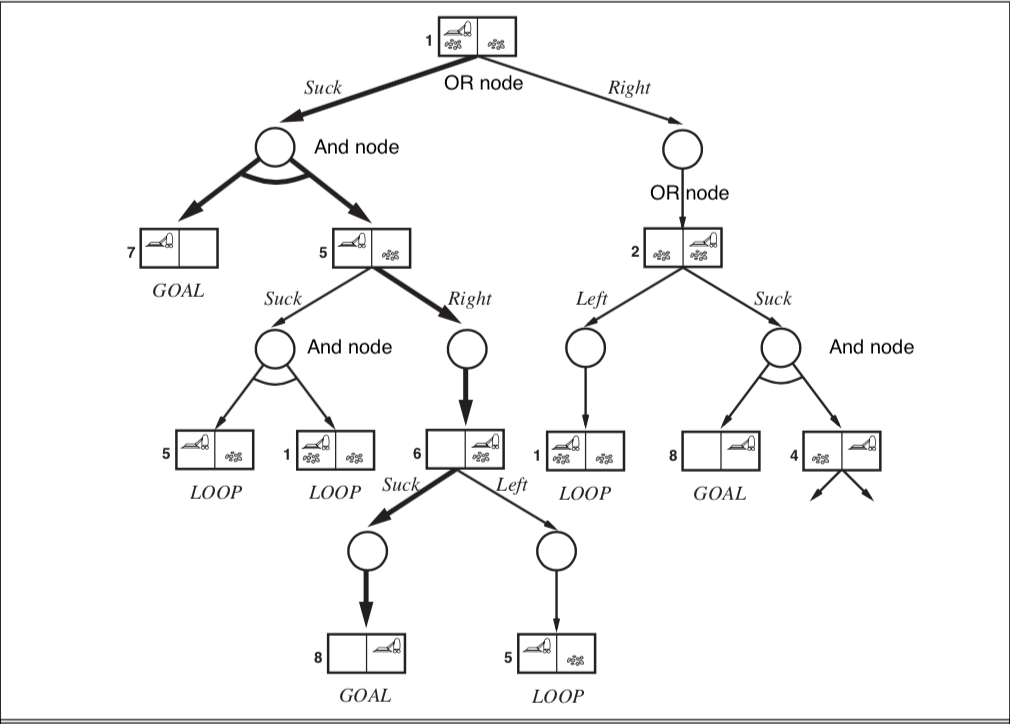 1
OR node
Suck
Right
And node
OR node
7
5
2
GOAL
Suck
Right
Left
Suck
And node
And node
5
1
6
1
8
4
LOOP
LOOP
Suck
Left
LOOP
GOAL
8
5
GOAL
LOOP